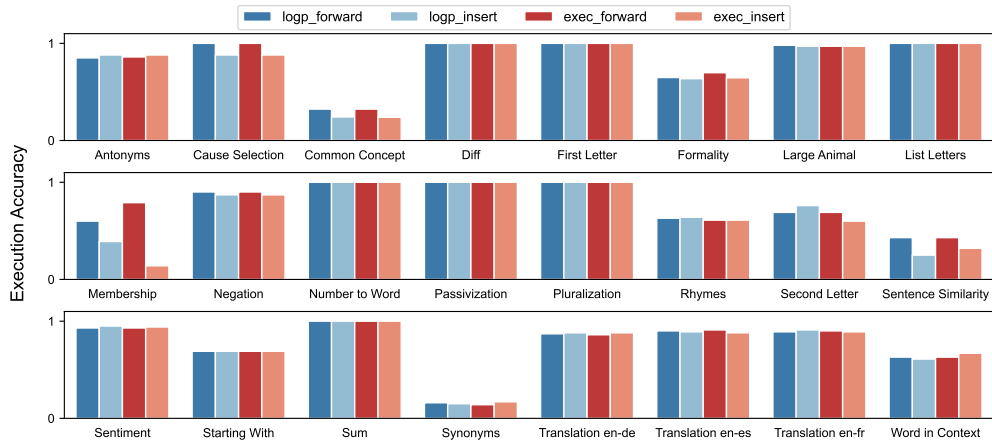 logp_forward logp_insert exec_forward exec_insert
Execution Accuracy
1
0
Antonyms Cause Selection Common Concept Diff First Letter Formality Large Animal List Letters
1
0
Membership Negation Number to Word Passivization Pluralization Rhymes Second Letter Sentence Similarity
1
0
Sentiment Starting With Sum Synonyms Translation en-de Translation en-es Translation en-fr Word in Context